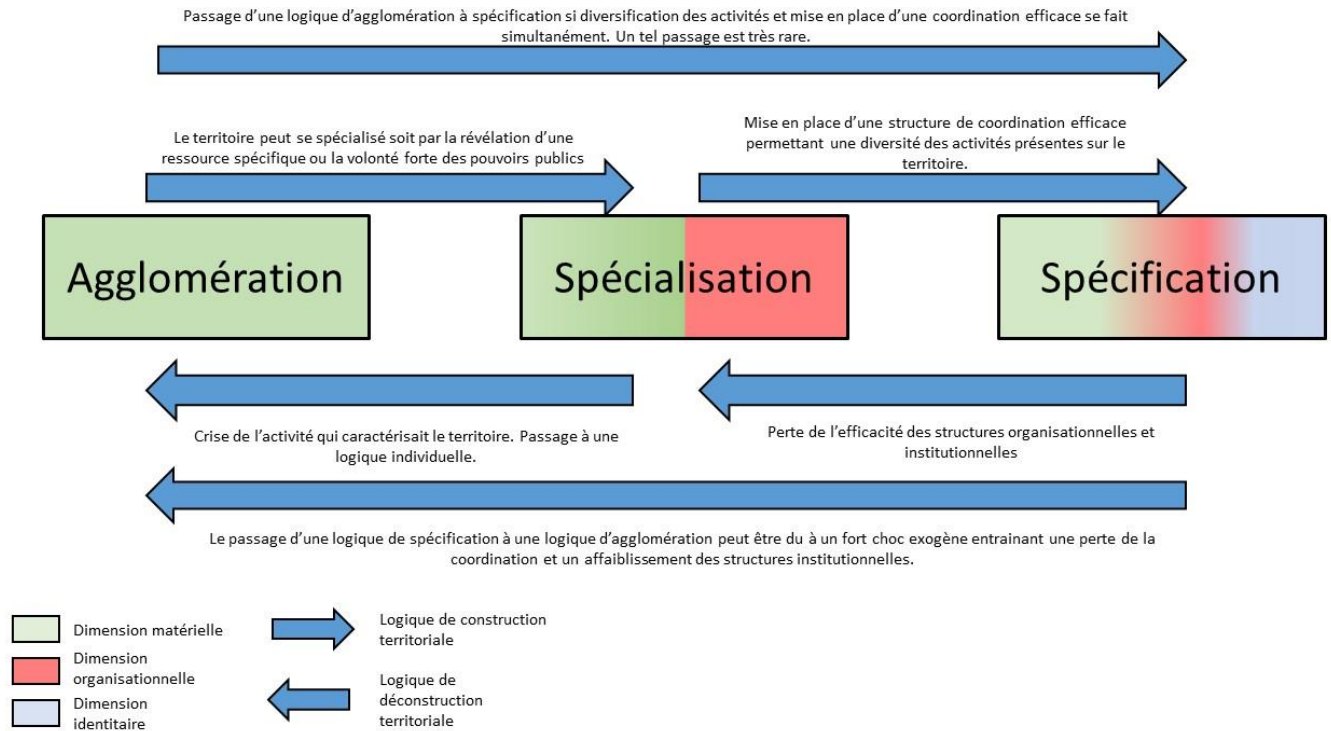 Passage d'une logique d'agglomération à spécification si diversification des activités et mise en place d'une coordination efficace se fait
simultanément. Un tel passage est très rare.
Le territoire peut se spécialisé soit par la révélation d'une
ressource spécifique ou la volonté forte des pouvoirs publics
Mise en place d'une structure de coordination efficace
permettant une diversité des activités présentes sur le
territoire.
Agglomération
Spécialisation
Spécification
Crise de l'activité qui caractérisait le territoire. Passage à une
logique individuelle.
Perte de l'efficacité des structures organisationnelles et
institutionnelles
Le passage d'une logique de spécification à une logique d'agglomération peut être du à un fort choc exogène entrainant une perte de la
coordination et un affaiblissement des structures institutionnelles.
Dimension matérielle
Dimension
organisationnelle
Dimension
identitaire
Logique de construction
territoriale
Logique de
déconstruction
territoriale